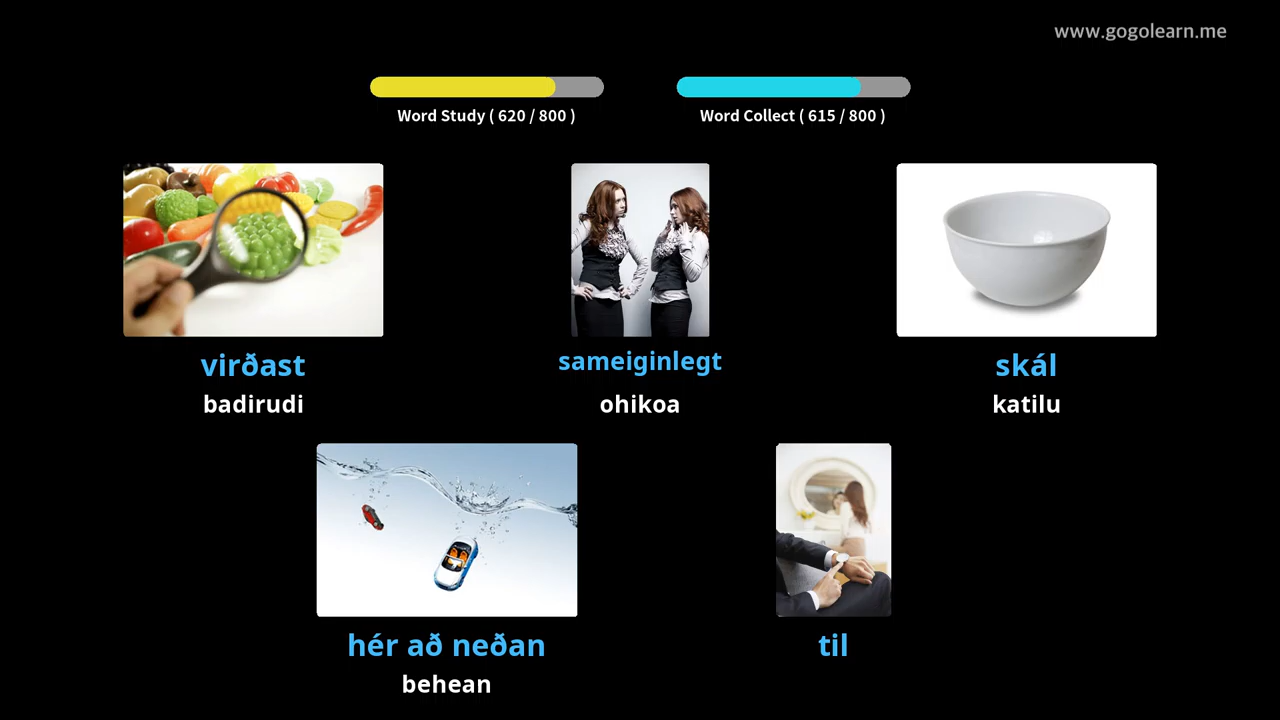 www.gogolearn.me
Word Study ( 620 / 800 )
Word Collect ( 615 / 800 )
virðast
badirudi
sameiginlegt
ohikoa
skál
katilu
hér að neðan
behean
til